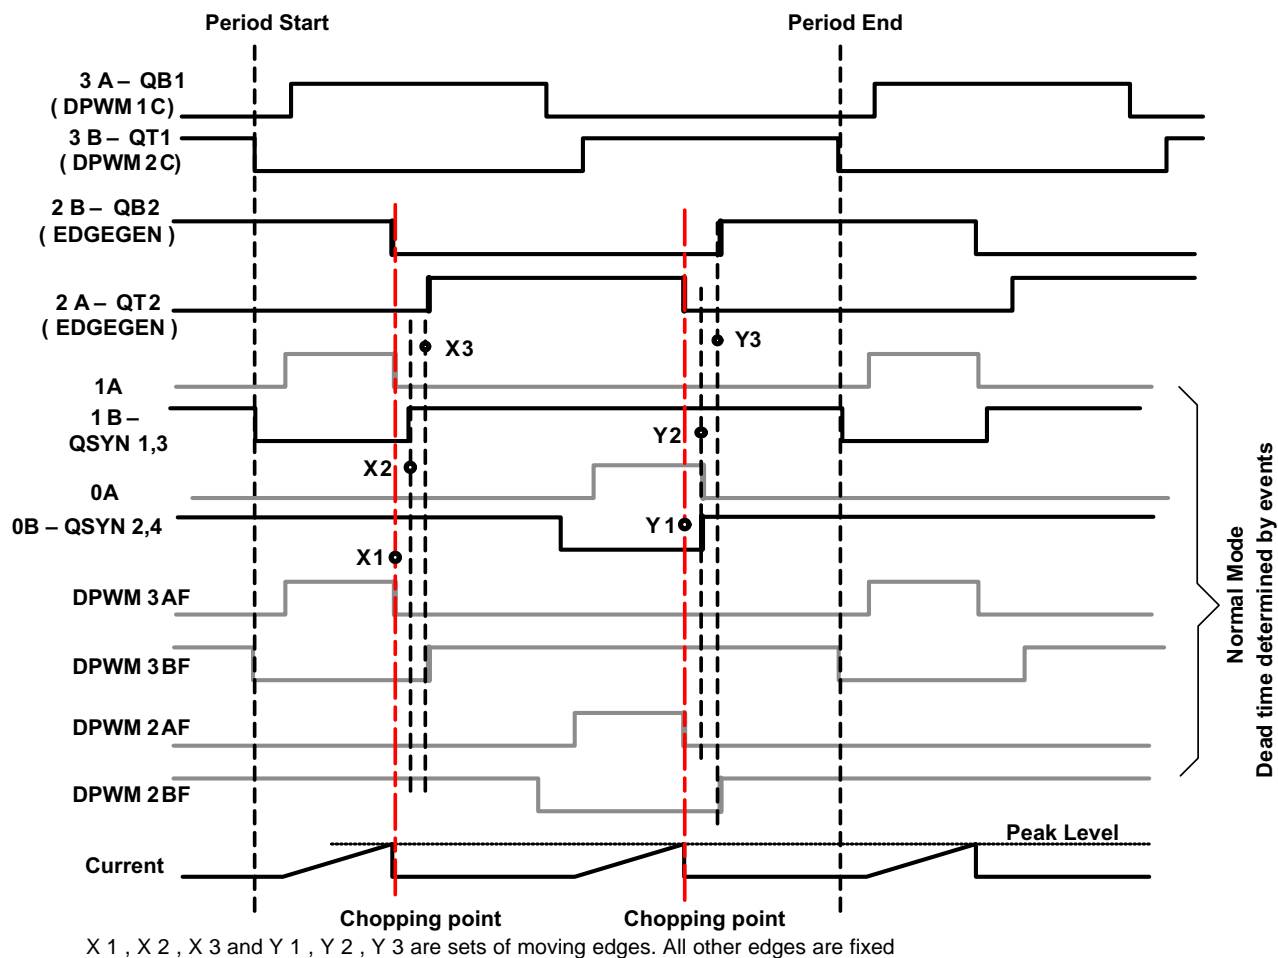 Period Start
Period End
3 A – QB1
( DPWM 1 C)
3 B – QT1
( DPWM 2 C)
2 B – QB2
( EDGEGEN )
2 A – QT2
( EDGEGEN )
X3
Y3
1A
1 B –
QSYN 1,3
Y2
X2
0A
0B – QSYN 2,4
Y 1
X 1
DPWM 3 AF
DPWM 3 BF
DPWM 2 AF
DPWM 2 BF
Normal Mode
Dead time determined by events
Peak Level
Current
Chopping point
Chopping point
X 1 , X 2 , X 3 and Y 1 , Y 2 , Y 3 are sets of moving edges. All other edges are fixed